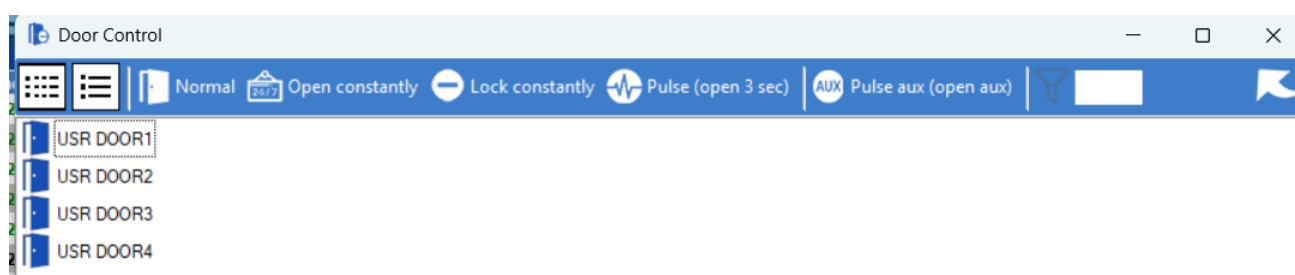 Door Control
Normal 24/7 Open constantly Lock constantly Pulse (open 3 sec) AUX Pulse aux (open aux)
USR DOOR1
USR DOOR2
USR DOOR3
USR DOOR4